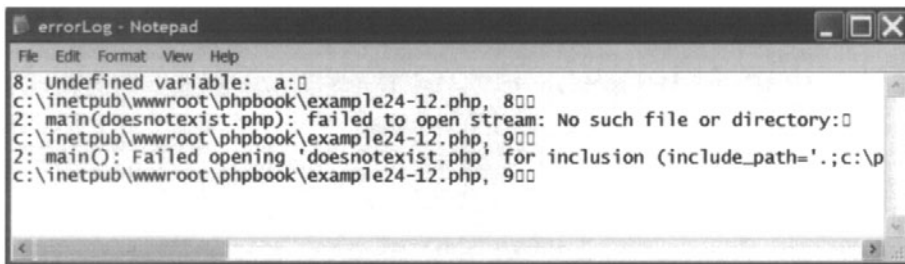 errorLog - Notepad
File Edit Format View Help
8: Undefined variable:  a:▯
c:\inetpub\wwwroot\phpbook\example24-12.php, 8▯▯
2: main(doesnotexist.php): failed to open stream: No such file or directory:▯
c:\inetpub\wwwroot\phpbook\example24-12.php, 9▯▯
2: main(): Failed opening 'doesnotexist.php' for inclusion (include_path='.;c:\p
c:\inetpub\wwwroot\phpbook\example24-12.php, 9▯▯